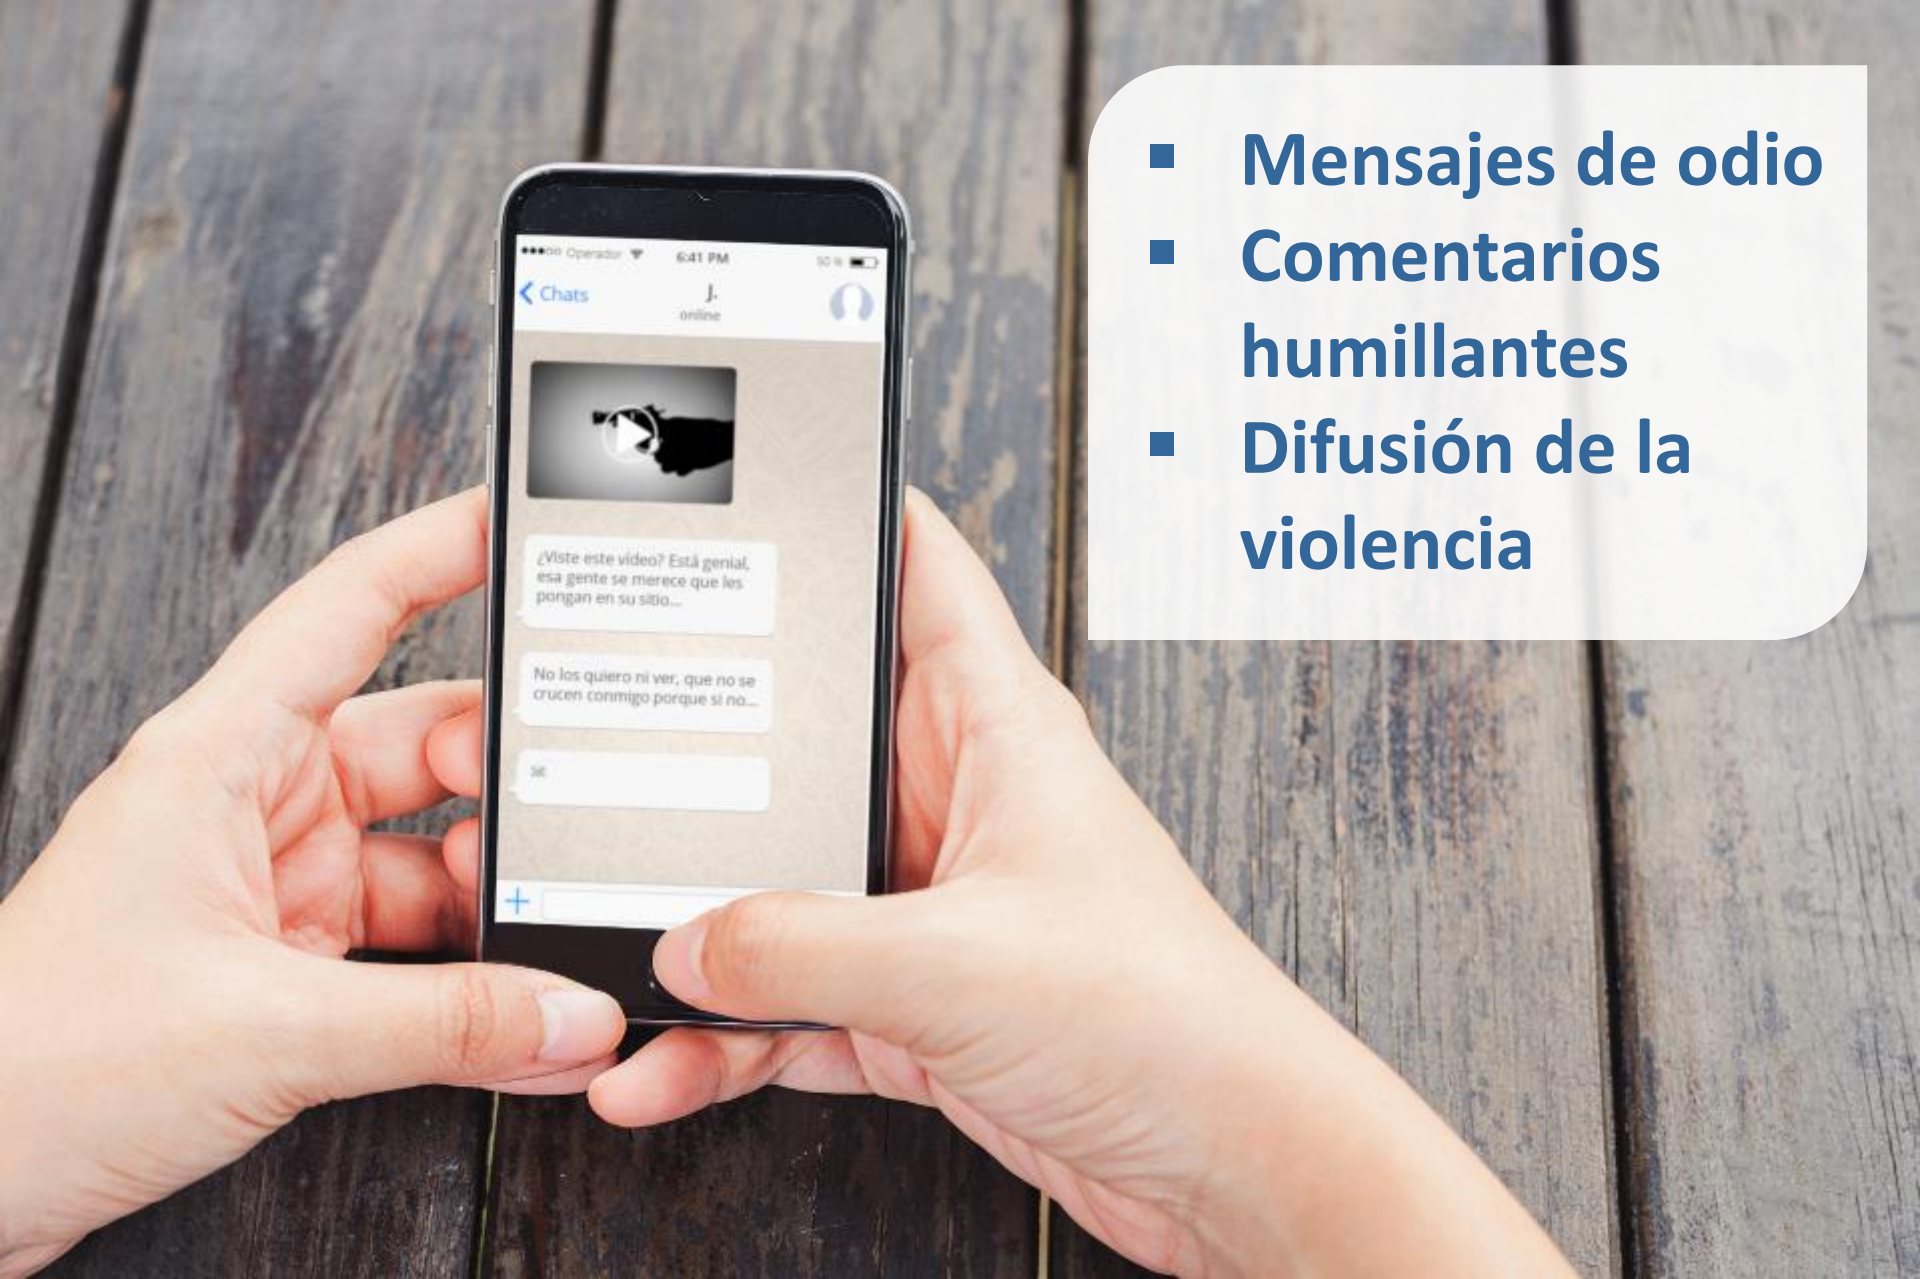 Operador 6:41 PM 50 %
Chats
J.
online
¿Viste este vídeo? Está genial,
esa gente se merece que les
pongan en su sitio...
No los quiero ni ver, que no se
crucen conmigo porque si no...
▪ Mensajes de odio
▪ Comentarios
humillantes
▪ Difusión de la
violencia